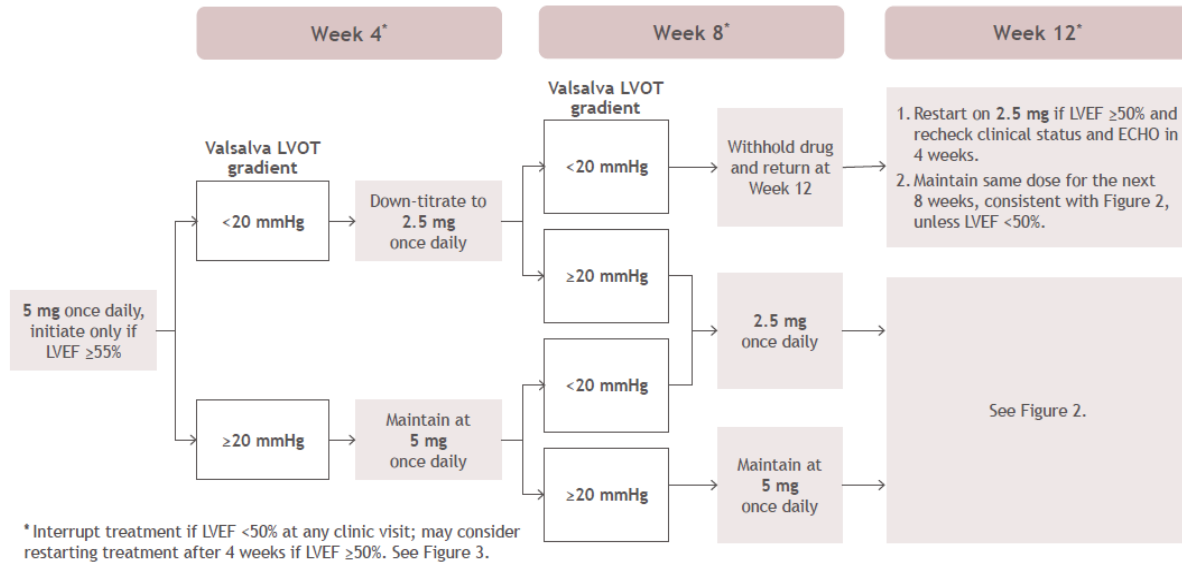 Week 4*
Week 8*
Week 12*
5 mg once daily,
initiate only if
LVEF ≥55%
Valsalva LVOT
gradient
<20 mmHg
≥20 mmHg
Down-titrate to
2.5 mg
once daily
Maintain at
5 mg
once daily
Valsalva LVOT
gradient
<20 mmHg
≥20 mmHg
<20 mmHg
≥20 mmHg
Withhold drug
and return at
Week 12
2.5 mg
once daily
Maintain at
5 mg
once daily
1. Restart on 2.5 mg if LVEF ≥50% and
recheck clinical status and ECHO in
4 weeks.
2. Maintain same dose for the next
8 weeks, consistent with Figure 2,
unless LVEF <50%.
See Figure 2.
* Interrupt treatment if LVEF <50% at any clinic visit; may consider
restarting treatment after 4 weeks if LVEF ≥50%. See Figure 3.